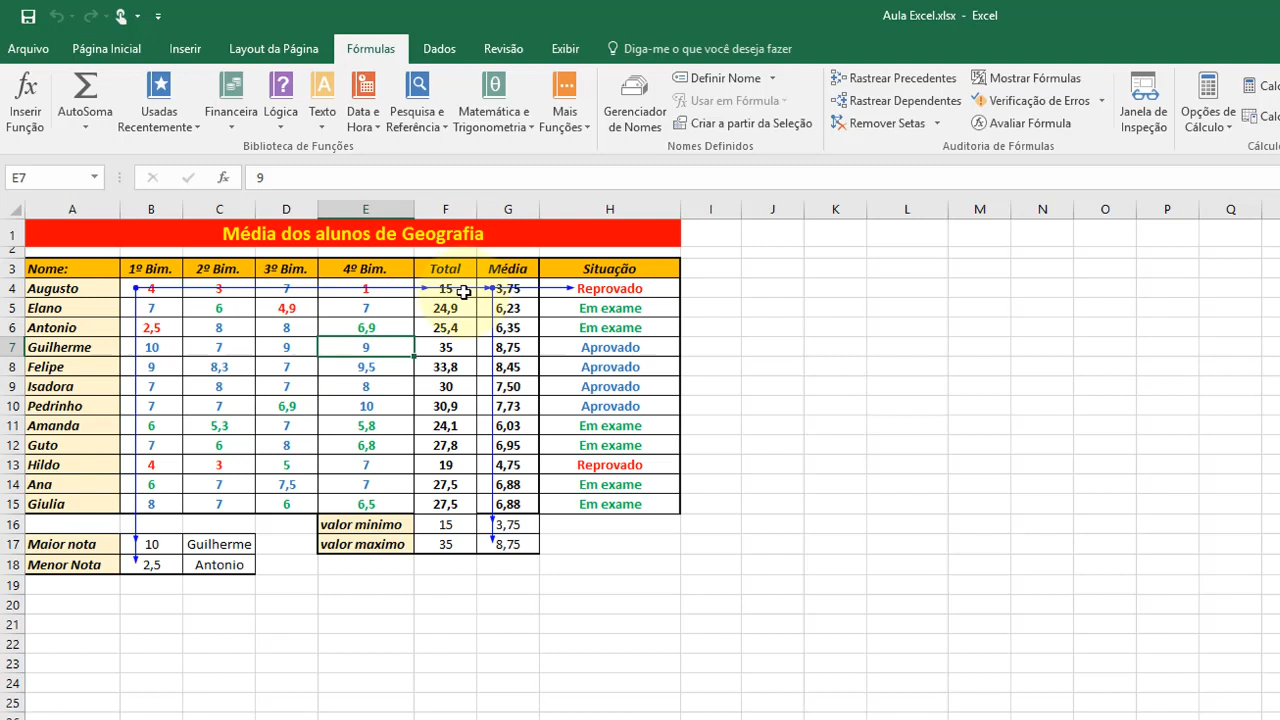 Aula Excel.xlsx - Excel
Arquivo Página Inicial Inserir Layout da Página Fórmulas Dados Revisão Exibir Diga-me o que você deseja fazer
fx Σ A θ
Inserir Função AutoSoma Usadas Recentemente Financeira Lógica Texto Data e Hora Pesquisa e Referência Matemática e Trigonometria Mais Funções
Gerenciador de Nomes
Definir Nome
Usar em Fórmula
Criar a partir da Seleção
Rastrear Precedentes Mostrar Fórmulas
Rastrear Dependentes Verificação de Erros
Remover Setas Avaliar Fórmula
Janela de Inspeção Opções de Cálculo
Calc
Calc
Biblioteca de Funções Nomes Definidos Auditoria de Fórmulas Cálculo
E7 fx 9
A B C D E F G H I J K L M N O P Q
1 Média dos alunos de Geografia
2
3 Nome: 1º Bim. 2º Bim. 3º Bim. 4º Bim. Total Média Situação
4 Augusto 4 3 7 1 15 3,75 Reprovado
5 Elano 7 6 4,9 7 24,9 6,23 Em exame
6 Antonio 2,5 8 8 6,9 25,4 6,35 Em exame
7 Guilherme 10 7 9 9 35 8,75 Aprovado
8 Felipe 9 8,3 7 9,5 33,8 8,45 Aprovado
9 Isadora 7 8 7 8 30 7,50 Aprovado
10 Pedrinho 7 7 6,9 10 30,9 7,73 Aprovado
11 Amanda 6 5,3 7 5,8 24,1 6,03 Em exame
12 Guto 7 6 8 6,8 27,8 6,95 Em exame
13 Hildo 4 3 5 7 19 4,75 Reprovado
14 Ana 6 7 7,5 7 27,5 6,88 Em exame
15 Giulia 8 7 6 6,5 27,5 6,88 Em exame
16 valor minimo 15 3,75
17 Maior nota 10 Guilherme valor maximo 35 8,75
18 Menor Nota 2,5 Antonio
19
20
21
22
23
24
25